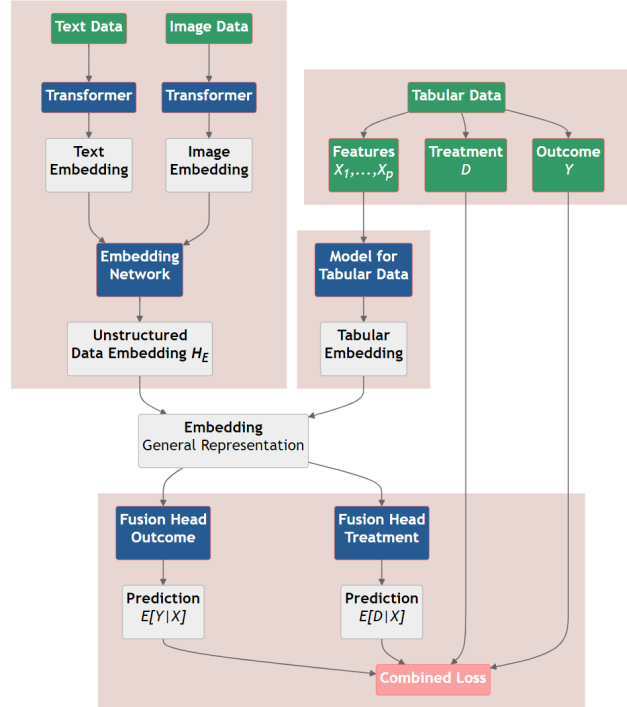 Text Data
Image Data
Transformer
Transformer
Tabular Data
Text
Embedding
Image
Embedding
Features
X₁,...,Xₚ
Treatment
D
Outcome
Y
Embedding
Network
Model for
Tabular Data
Unstructured
Data Embedding H_E
Tabular
Embedding
Embedding
General Representation
Fusion Head
Outcome
Fusion Head
Treatment
Prediction
E[Y|X]
Prediction
E[D|X]
Combined Loss